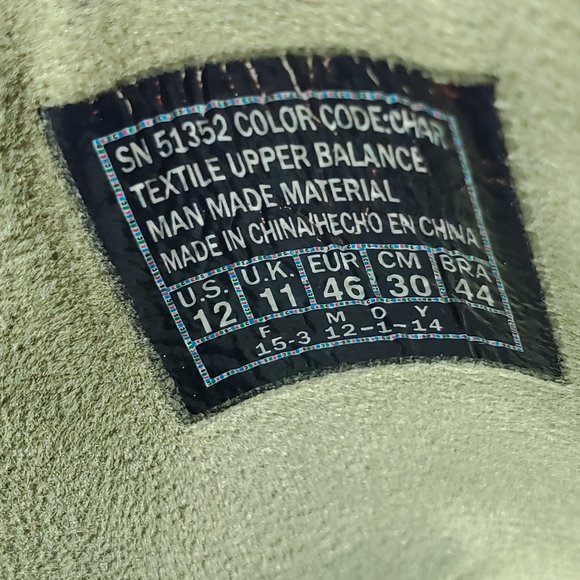 SN 51352 COLOR CODE:CHAR
TEXTILE UPPER BALANCE
MAN MADE MATERIAL
MADE IN CHINA/HECHO EN CHINA
U.S. U.K. EUR CM BRA
12 11 46 30 44
F M D Y
15-3 12-1-14